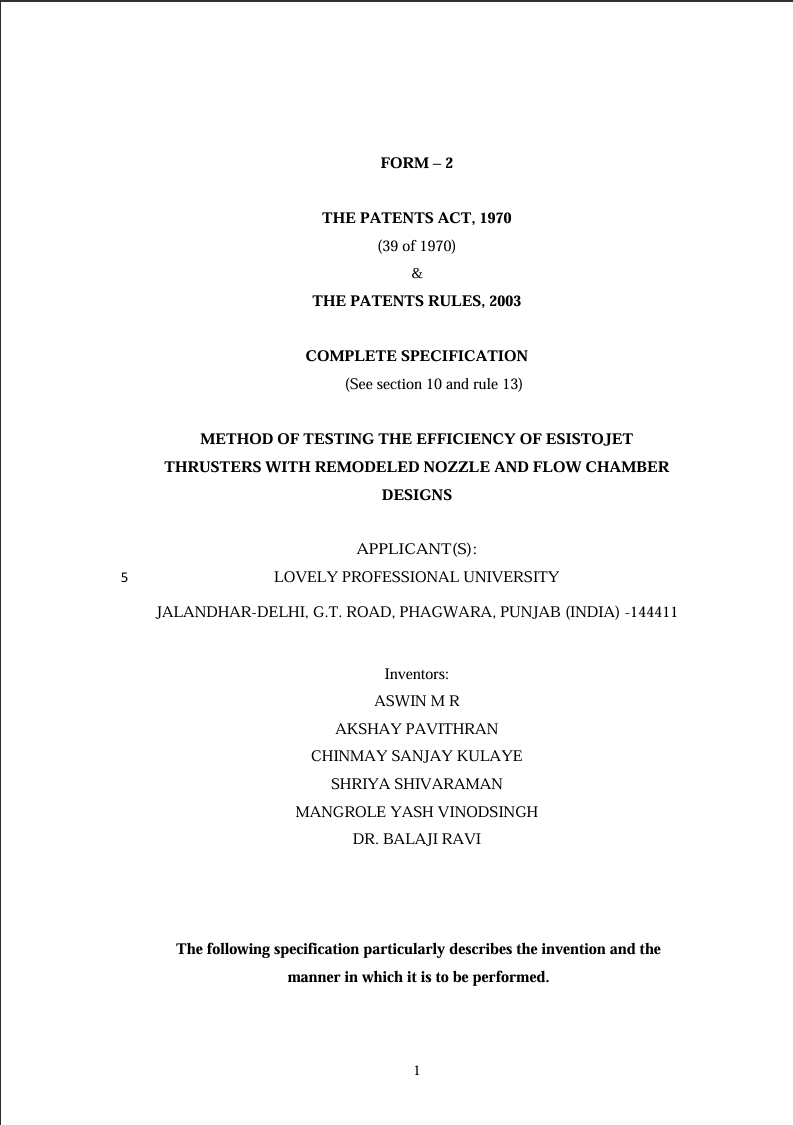 FORM – 2
THE PATENTS ACT, 1970
(39 of 1970)
&
THE PATENTS RULES, 2003
COMPLETE SPECIFICATION
(See section 10 and rule 13)
METHOD OF TESTING THE EFFICIENCY OF ESISTOJET
THRUSTERS WITH REMODELED NOZZLE AND FLOW CHAMBER
DESIGNS
APPLICANT(S):
5 LOVELY PROFESSIONAL UNIVERSITY
JALANDHAR-DELHI, G.T. ROAD, PHAGWARA, PUNJAB (INDIA) -144411
Inventors:
ASWIN M R
AKSHAY PAVITHRAN
CHINMAY SANJAY KULAYE
SHRIYA SHIVARAMAN
MANGROLE YASH VINODSINGH
DR. BALAJI RAVI
The following specification particularly describes the invention and the
manner in which it is to be performed.
1